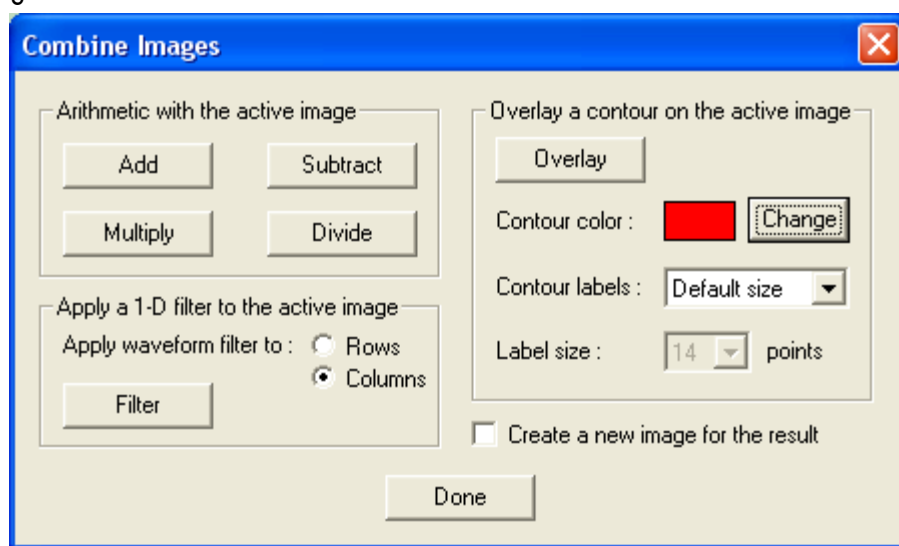 Combine Images
Arithmetic with the active image
Add
Subtract
Multiply
Divide
Apply a 1-D filter to the active image
Apply waveform filter to :
Rows
Columns
Filter
Overlay a contour on the active image
Overlay
Contour color :
Change
Contour labels :
Default size
Label size :
14
points
Create a new image for the result
Done